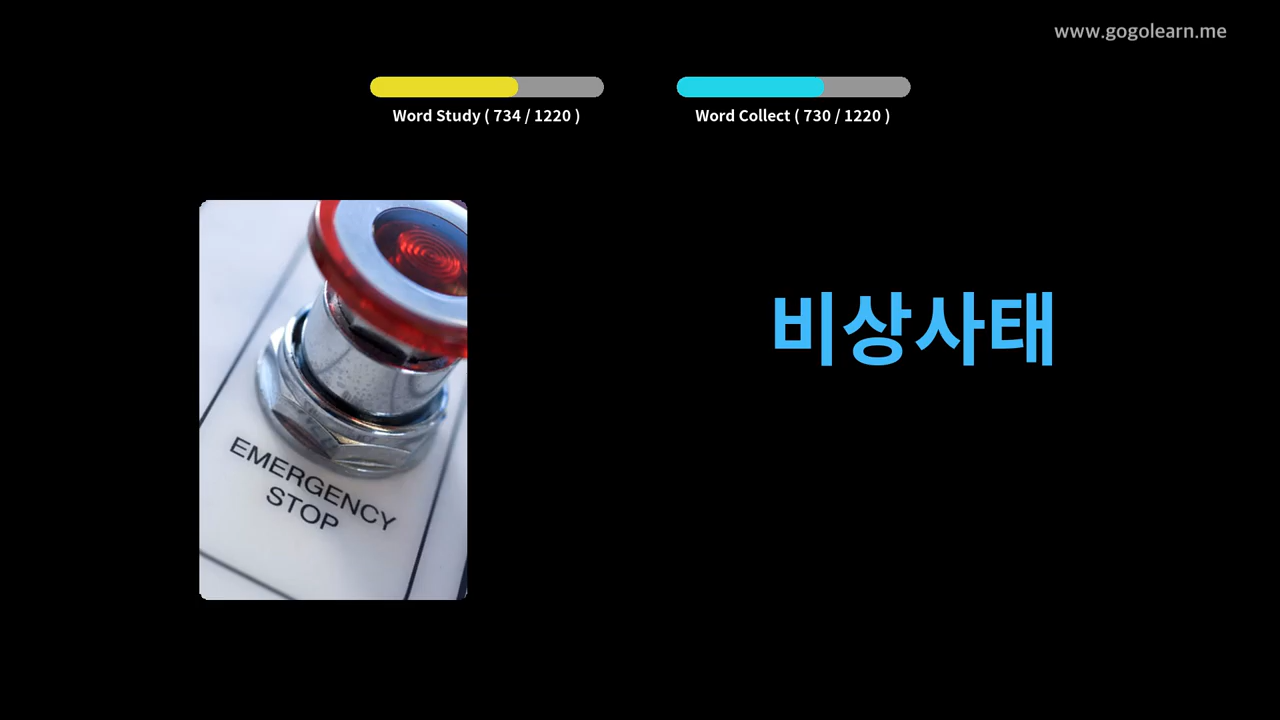 www.gogolearn.me
Word Study ( 734 / 1220 )
Word Collect ( 730 / 1220 )
비상사태
EMERGENCY
STOP